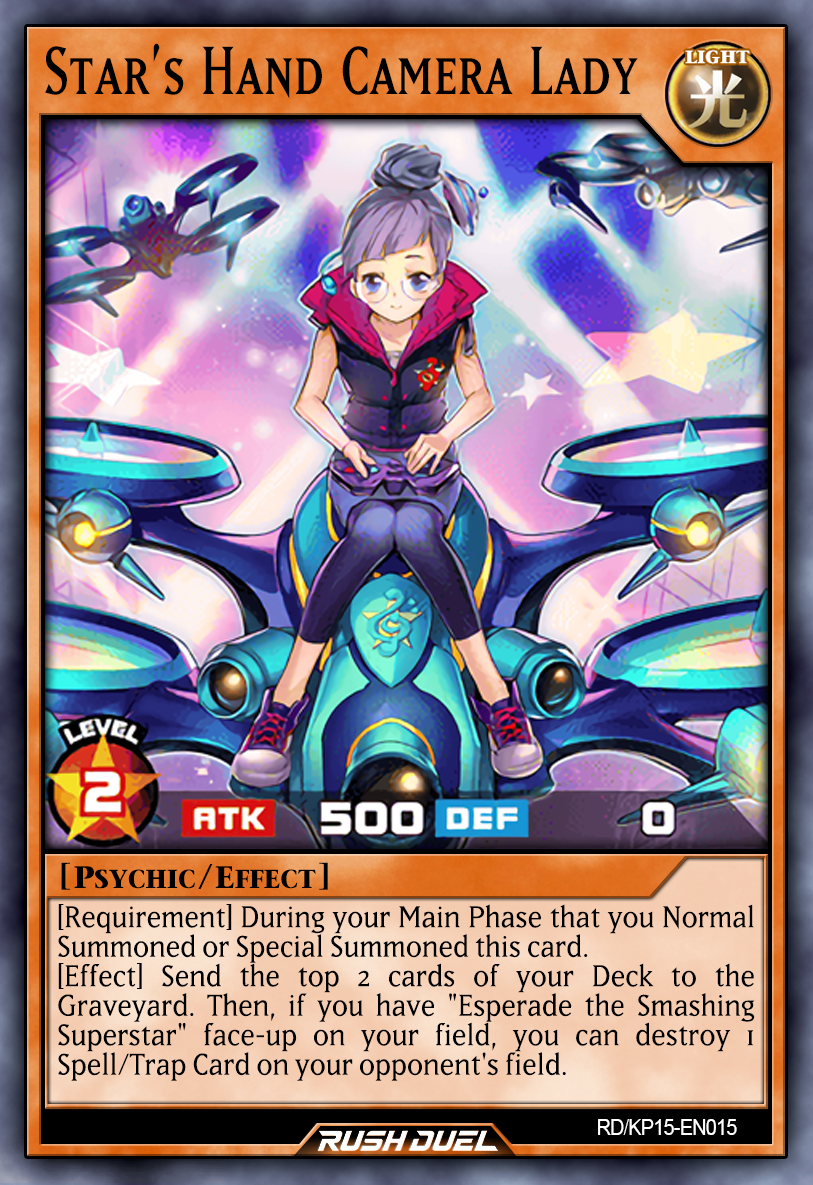 Star's Hand Camera Lady
LIGHT
光
LEVEL
2
ATK 500 DEF 0
[Psychic/Effect]
[Requirement] During your Main Phase that you Normal
Summoned or Special Summoned this card.
[Effect] Send the top 2 cards of your Deck to the
Graveyard. Then, if you have "Esperade the Smashing
Superstar" face-up on your field, you can destroy 1
Spell/Trap Card on your opponent's field.
RD/KP15-EN015
RUSH DUEL